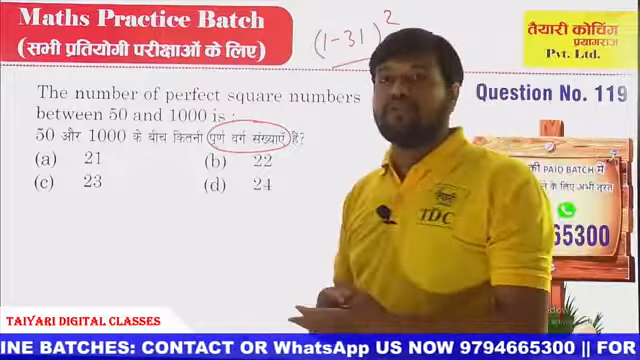 Maths Practice Batch
(सभी प्रतियोगी परीक्षाओं के लिए)
(1-31)²
तैयारी कोचिंग
प्रयागराज
Pvt. Ltd.
The number of perfect square numbers
between 50 and 1000 is :
50 और 1000 के बीच कितनी पूर्ण वर्ग संख्याएँ हैं?
(a) 21 (b) 22
(c) 23 (d) 24
Question No. 119
की PAID BATCH में
के लिए अभी तुरंत
65300
TDC
TAIYARI DIGITAL CLASSES
INE BATCHES: CONTACT OR WhatsApp US NOW 9794665300 || FOR